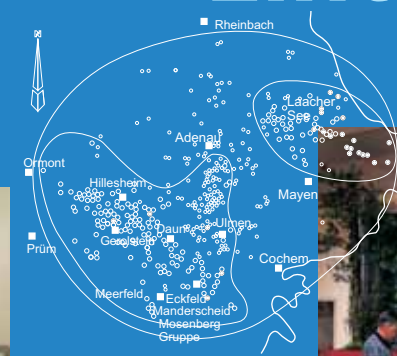 N
Rheinbach
Laacher
See
Adenau
Ormont
Hillesheim
Mayen
Daun
Ulmen
Gerolstein
Prüm
Cochem
Meerfeld
Eckfeld
Manderscheid
Mosenberg
Gruppe